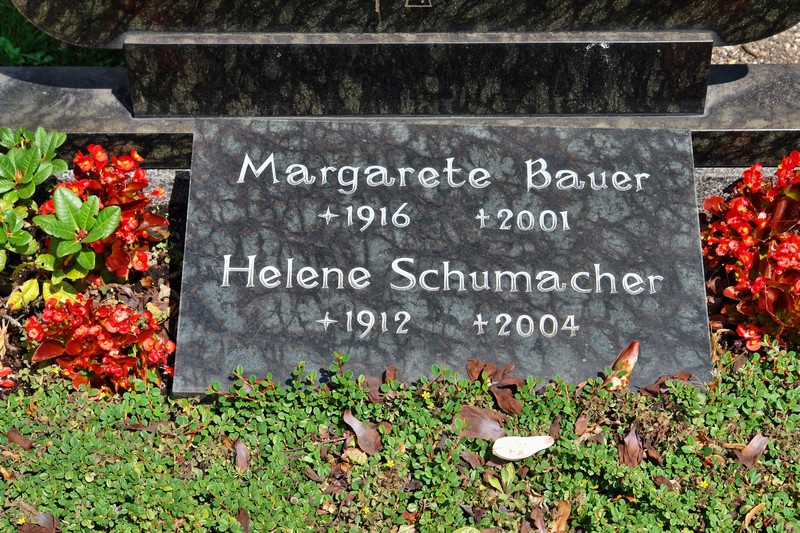 Margarete Bauer
✢1916 ✝2001
Helene Schumacher
✢1912 ✝2004